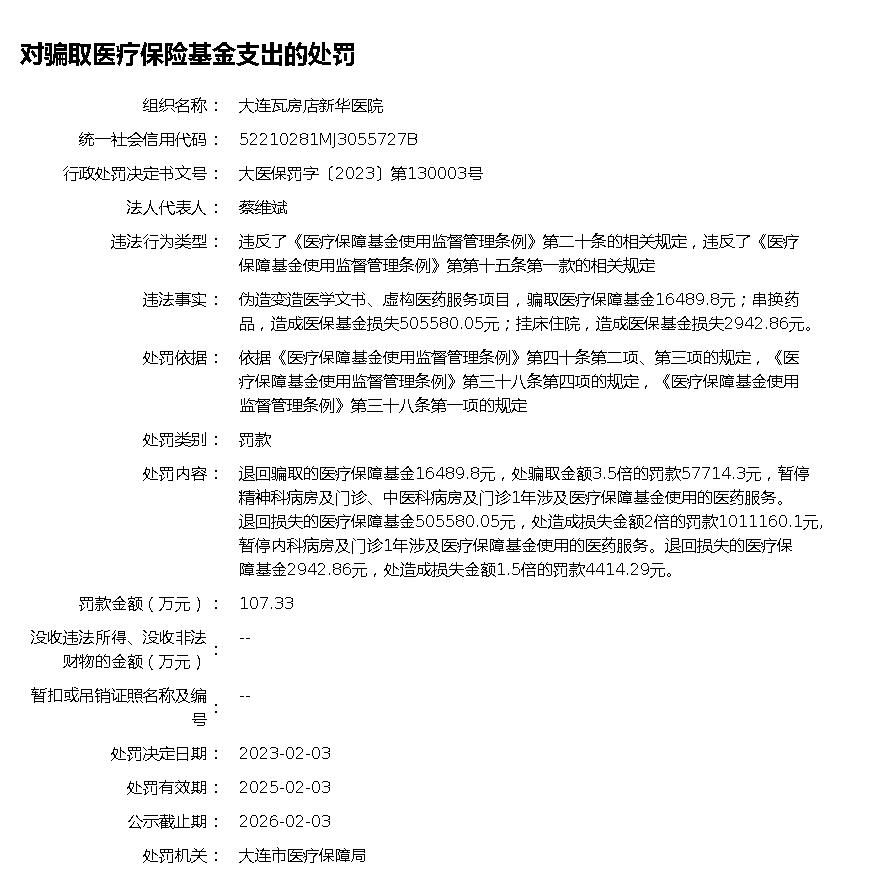 对骗取医疗保险基金支出的处罚
组织名称： 大连瓦房店新华医院
统一社会信用代码： 52210281MJ3055727B
行政处罚决定书文号： 大医保罚字〔2023〕第130003号
法人代表人： 蔡维斌
违法行为类型： 违反了《医疗保障基金使用监督管理条例》第二十条的相关规定，违反了《医疗
保障基金使用监督管理条例》第第十五条第一款的相关规定
违法事实： 伪造变造医学文书、虚构医药服务项目，骗取医疗保障基金16489.8元；串换药
品，造成医保基金损失505580.05元；挂床住院，造成医保基金损失2942.86元。
处罚依据： 依据《医疗保障基金使用监督管理条例》第四十条第二项、第三项的规定，《医
疗保障基金使用监督管理条例》第三十八条第四项的规定，《医疗保障基金使用
监督管理条例》第三十八条第一项的规定
处罚类别： 罚款
处罚内容： 退回骗取的医疗保障基金16489.8元，处骗取金额3.5倍的罚款57714.3元，暂停
精神科病房及门诊、中医科病房及门诊1年涉及医疗保障基金使用的医药服务。
退回损失的医疗保障基金505580.05元，处造成损失金额2倍的罚款1011160.1元，
暂停内科病房及门诊1年涉及医疗保障基金使用的医药服务。退回损失的医疗保
障基金2942.86元，处造成损失金额1.5倍的罚款4414.29元。
罚款金额（万元）： 107.33
没收违法所得、没收非法
财物的金额（万元）： --
暂扣或吊销证照名称及编
号： --
处罚决定日期： 2023-02-03
处罚有效期： 2025-02-03
公示截止期： 2026-02-03
处罚机关： 大连市医疗保障局